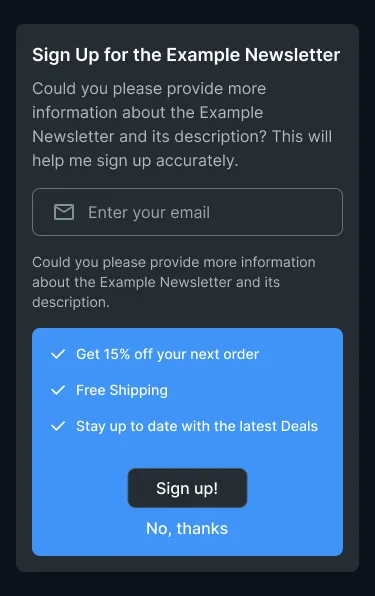 Sign Up for the Example Newsletter
Could you please provide more
information about the Example
Newsletter and its description? This will
help me sign up accurately.
Enter your email
Could you please provide more information
about the Example Newsletter and its
description.
Get 15% off your next order
Free Shipping
Stay up to date with the latest Deals
Sign up!
No, thanks